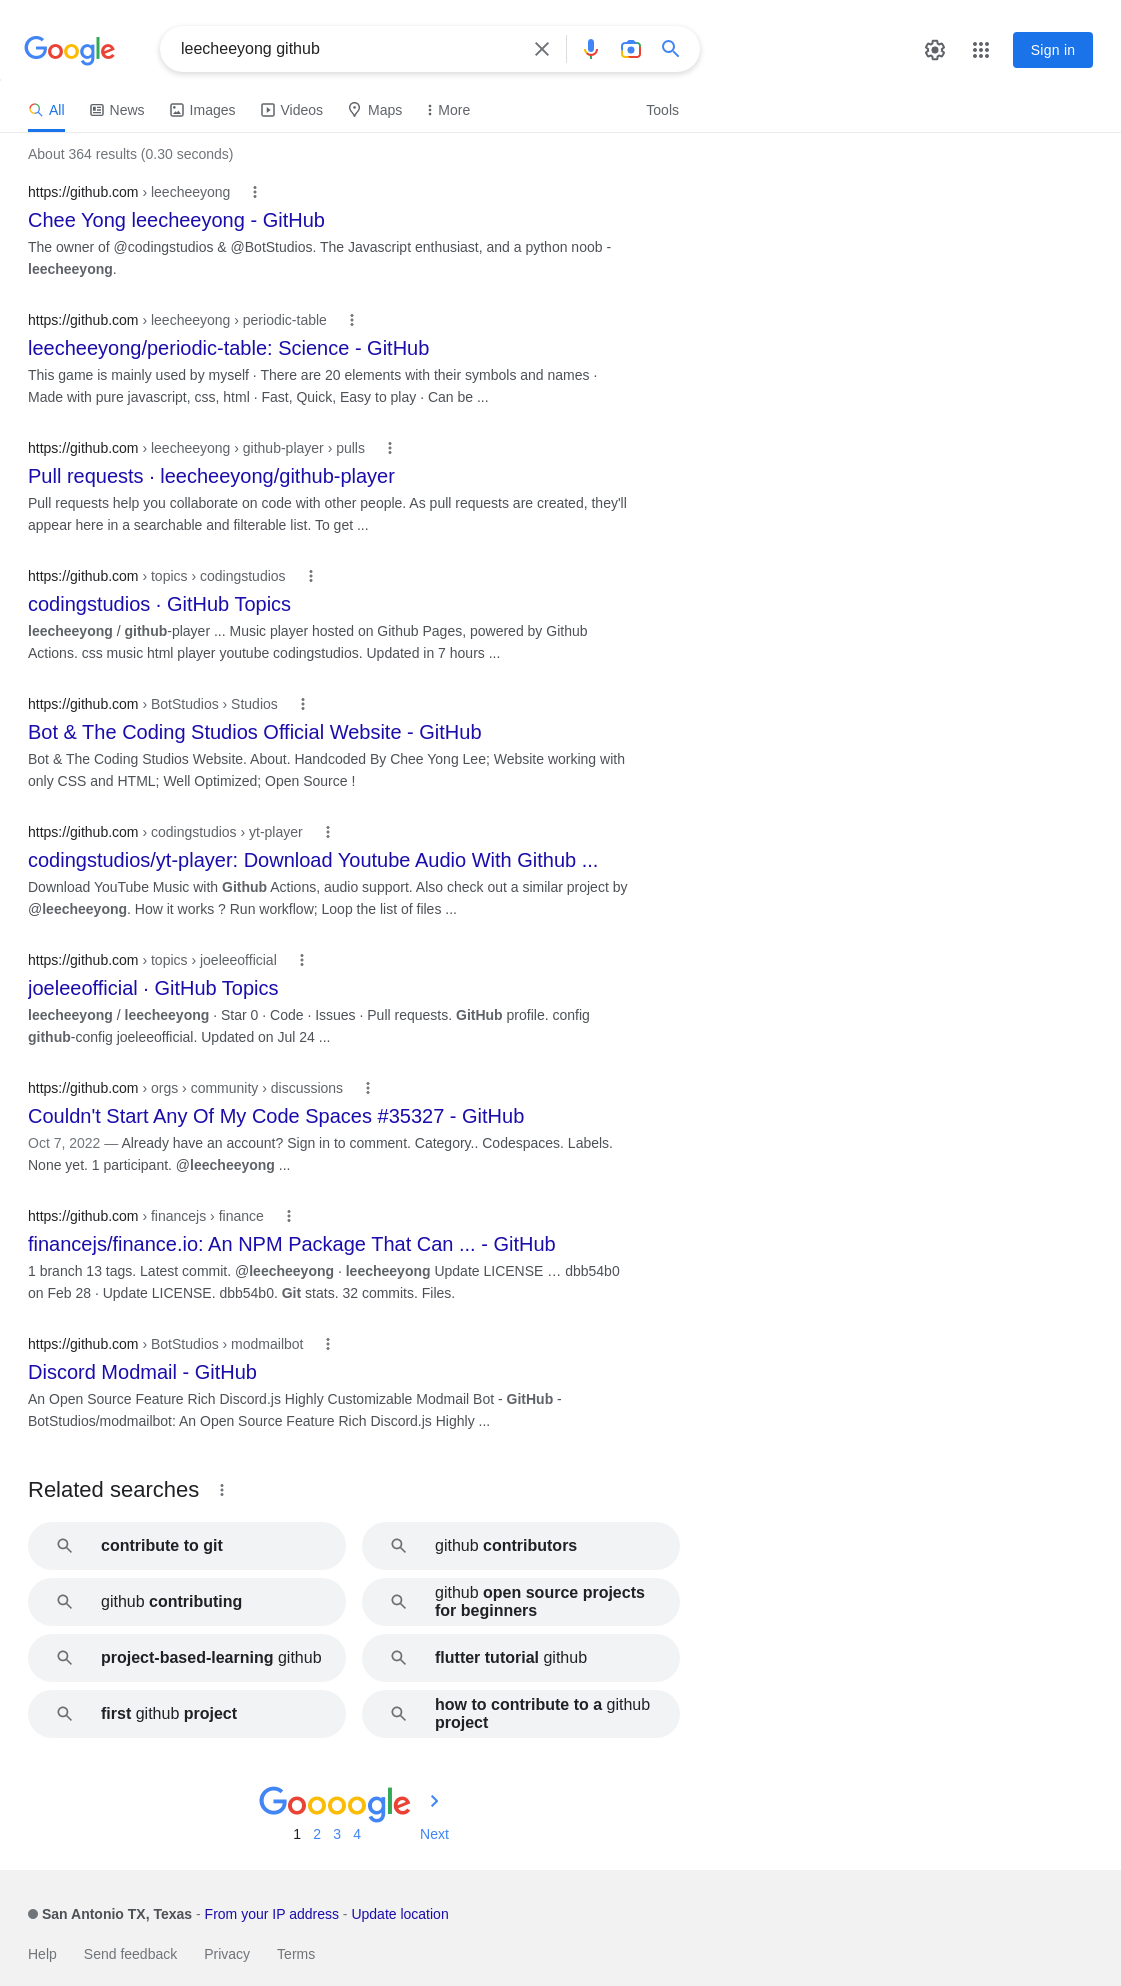 Google
leecheeyong github
Sign in
All
News
Images
Videos
Maps
More
Tools
About 364 results (0.30 seconds)
https://github.com › leecheeyong
Chee Yong leecheeyong - GitHub
The owner of @codingstudios & @BotStudios. The Javascript enthusiast, and a python noob -
leecheeyong.
https://github.com › leecheeyong › periodic-table
leecheeyong/periodic-table: Science - GitHub
This game is mainly used by myself · There are 20 elements with their symbols and names ·
Made with pure javascript, css, html · Fast, Quick, Easy to play · Can be ...
https://github.com › leecheeyong › github-player › pulls
Pull requests · leecheeyong/github-player
Pull requests help you collaborate on code with other people. As pull requests are created, they'll
appear here in a searchable and filterable list. To get ...
https://github.com › topics › codingstudios
codingstudios · GitHub Topics
leecheeyong / github-player ... Music player hosted on Github Pages, powered by Github
Actions. css music html player youtube codingstudios. Updated in 7 hours ...
https://github.com › BotStudios › Studios
Bot & The Coding Studios Official Website - GitHub
Bot & The Coding Studios Website. About. Handcoded By Chee Yong Lee; Website working with
only CSS and HTML; Well Optimized; Open Source !
https://github.com › codingstudios › yt-player
codingstudios/yt-player: Download Youtube Audio With Github ...
Download YouTube Music with Github Actions, audio support. Also check out a similar project by
@leecheeyong. How it works ? Run workflow; Loop the list of files ...
https://github.com › topics › joeleeofficial
joeleeofficial · GitHub Topics
leecheeyong / leecheeyong · Star 0 · Code · Issues · Pull requests. GitHub profile. config
github-config joeleeofficial. Updated on Jul 24 ...
https://github.com › orgs › community › discussions
Couldn't Start Any Of My Code Spaces #35327 - GitHub
Oct 7, 2022 — Already have an account? Sign in to comment. Category.. Codespaces. Labels.
None yet. 1 participant. @leecheeyong ...
https://github.com › financejs › finance
financejs/finance.io: An NPM Package That Can ... - GitHub
1 branch 13 tags. Latest commit. @leecheeyong · leecheeyong Update LICENSE … dbb54b0
on Feb 28 · Update LICENSE. dbb54b0. Git stats. 32 commits. Files.
https://github.com › BotStudios › modmailbot
Discord Modmail - GitHub
An Open Source Feature Rich Discord.js Highly Customizable Modmail Bot - GitHub -
BotStudios/modmailbot: An Open Source Feature Rich Discord.js Highly ...
Related searches
contribute to git
github contributors
github contributing
github open source projects
for beginners
project-based-learning github
flutter tutorial github
first github project
how to contribute to a github
project
Goooogle
1 2 3 4 Next
San Antonio TX, Texas - From your IP address - Update location
Help Send feedback Privacy Terms